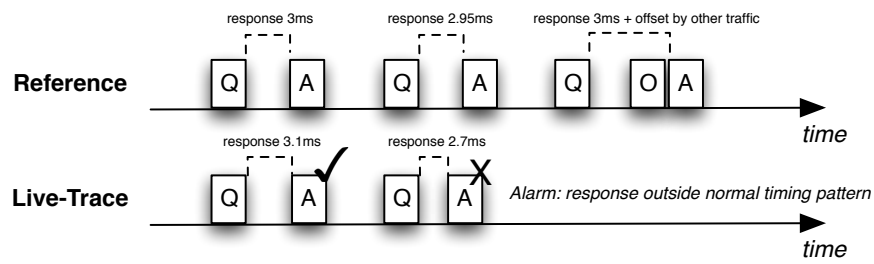 response 3ms response 2.95ms response 3ms + offset by other traffic
Reference Q A Q A Q O A
time
response 3.1ms response 2.7ms
Live-Trace Q A Q A X Alarm: response outside normal timing pattern
time